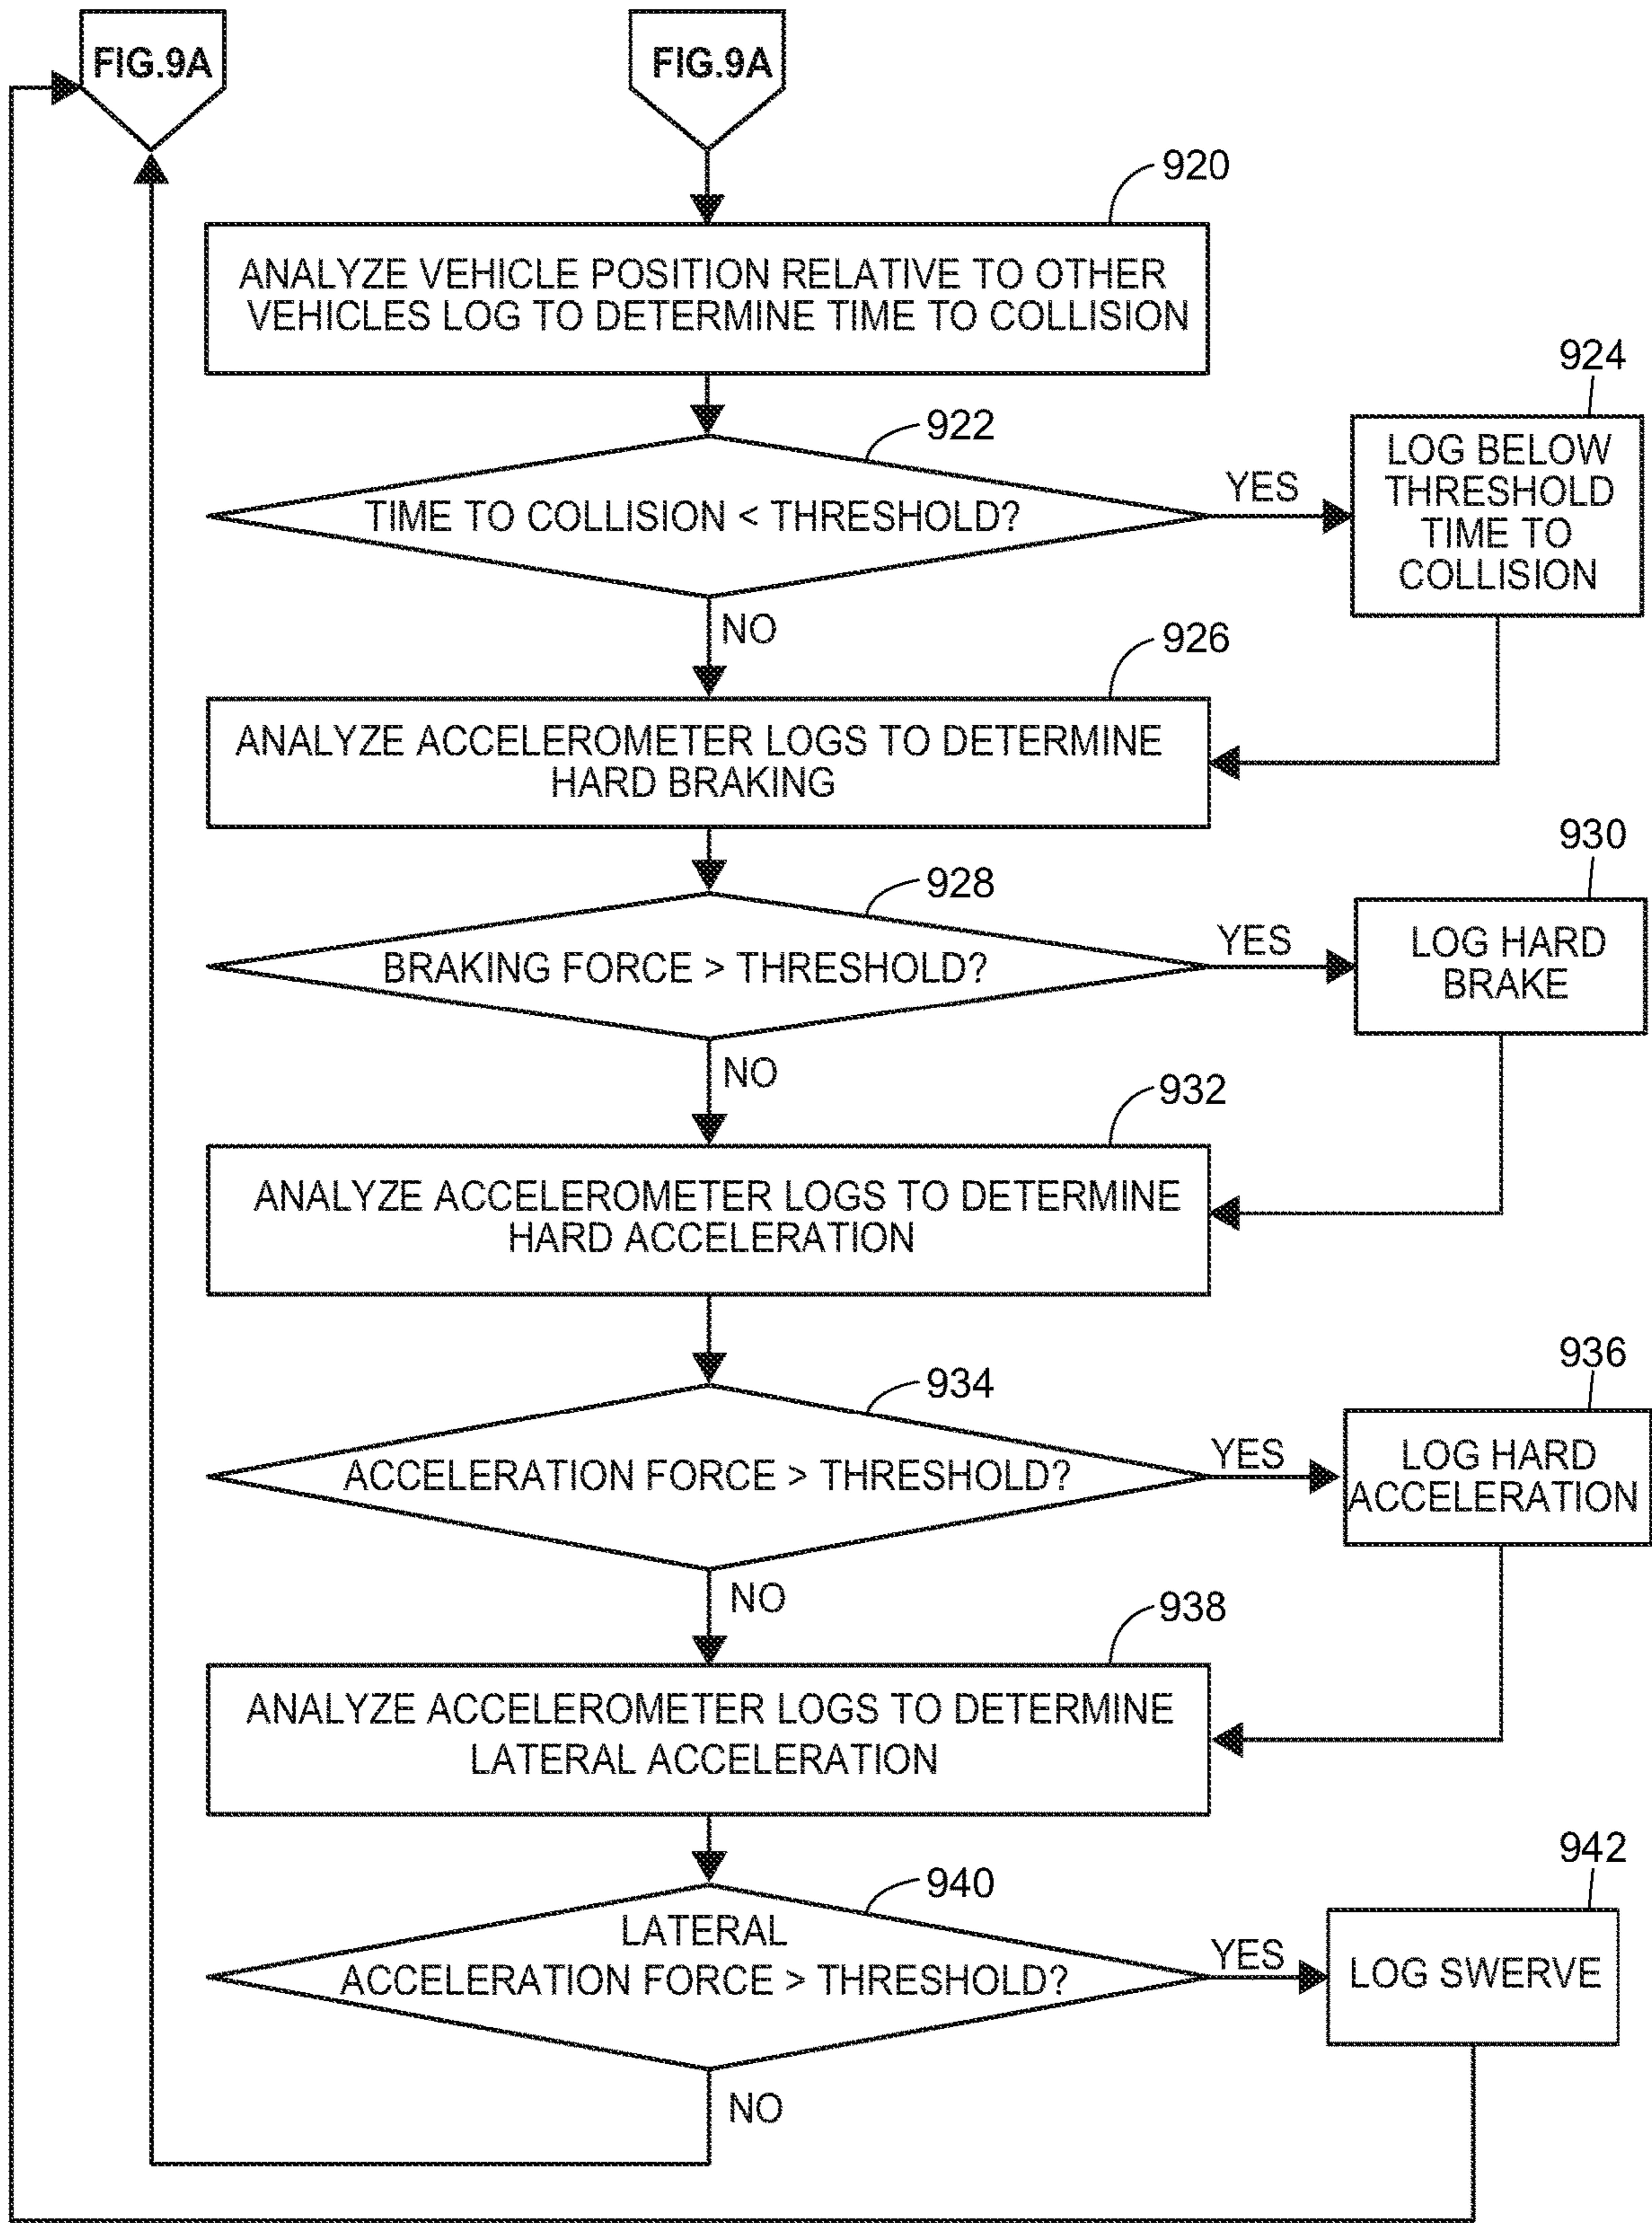 FIG.9A
FIG.9A
920
ANALYZE VEHICLE POSITION RELATIVE TO OTHER
VEHICLES LOG TO DETERMINE TIME TO COLLISION
922
TIME TO COLLISION < THRESHOLD?
YES
924
LOG BELOW
THRESHOLD
TIME TO
COLLISION
NO
926
ANALYZE ACCELEROMETER LOGS TO DETERMINE
HARD BRAKING
928
BRAKING FORCE > THRESHOLD?
YES
930
LOG HARD
BRAKE
NO
932
ANALYZE ACCELEROMETER LOGS TO DETERMINE
HARD ACCELERATION
934
ACCELERATION FORCE > THRESHOLD?
YES
936
LOG HARD
ACCELERATION
NO
938
ANALYZE ACCELEROMETER LOGS TO DETERMINE
LATERAL ACCELERATION
940
LATERAL
ACCELERATION FORCE > THRESHOLD?
YES
942
LOG SWERVE
NO